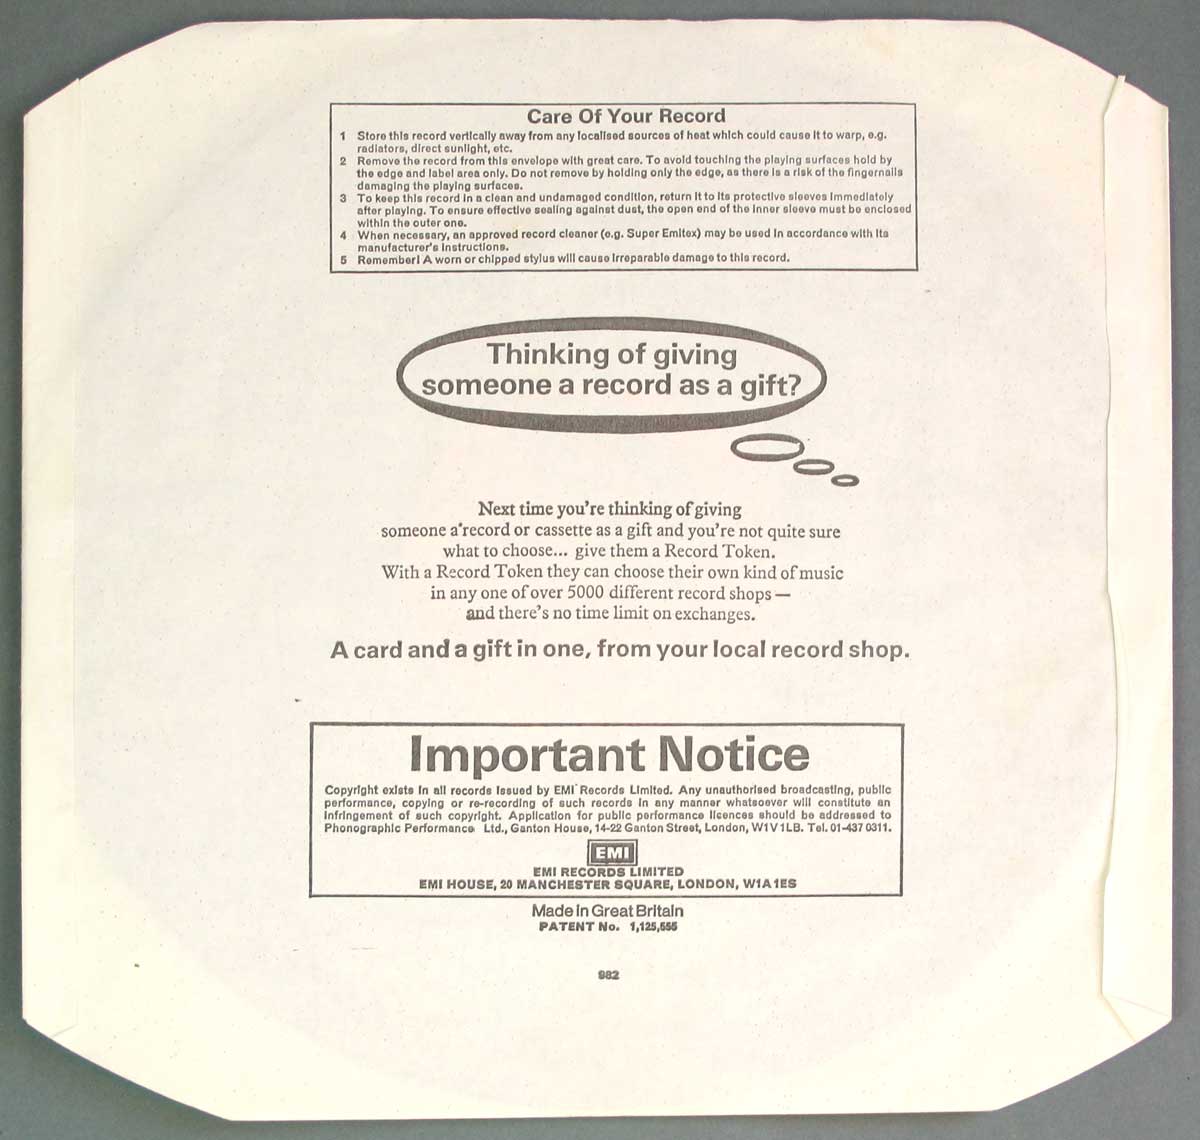 Care Of Your Record
1 Store this record vertically away from any localised sources of heat which could cause it to warp, e.g.
radiators, direct sunlight, etc.
2 Remove the record from this envelope with great care. To avoid touching the playing surfaces hold by
the edge and label area only. Do not remove by holding only the edge, as there is a risk of the fingernails
damaging the playing surfaces.
3 To keep this record in a clean and undamaged condition, return it to its protective sleeves immediately
after playing. To ensure effective sealing against dust, the open end of the inner sleeve must be enclosed
within the outer one.
4 When necessary, an approved record cleaner (e.g. Super Emitex) may be used in accordance with its
manufacturer's instructions.
5 Remember! A worn or chipped stylus will cause irreparable damage to this record.
Thinking of giving
someone a record as a gift?
Next time you're thinking of giving
someone a record or cassette as a gift and you're not quite sure
what to choose... give them a Record Token.
With a Record Token they can choose their own kind of music
in any one of over 5000 different record shops —
and there's no time limit on exchanges.
A card and a gift in one, from your local record shop.
Important Notice
Copyright exists in all records issued by EMI Records Limited. Any unauthorised broadcasting, public
performance, copying or re-recording of such records in any manner whatsoever will constitute an
infringement of such copyright. Application for public performance licences should be addressed to
Phonographic Performance Ltd., Ganton House, 14-22 Ganton Street, London, W1V 1LB. Tel. 01-437 0311.
EMI
EMI RECORDS LIMITED
EMI HOUSE, 20 MANCHESTER SQUARE, LONDON, W1A 1ES
Made in Great Britain
PATENT No. 1,125,555
982